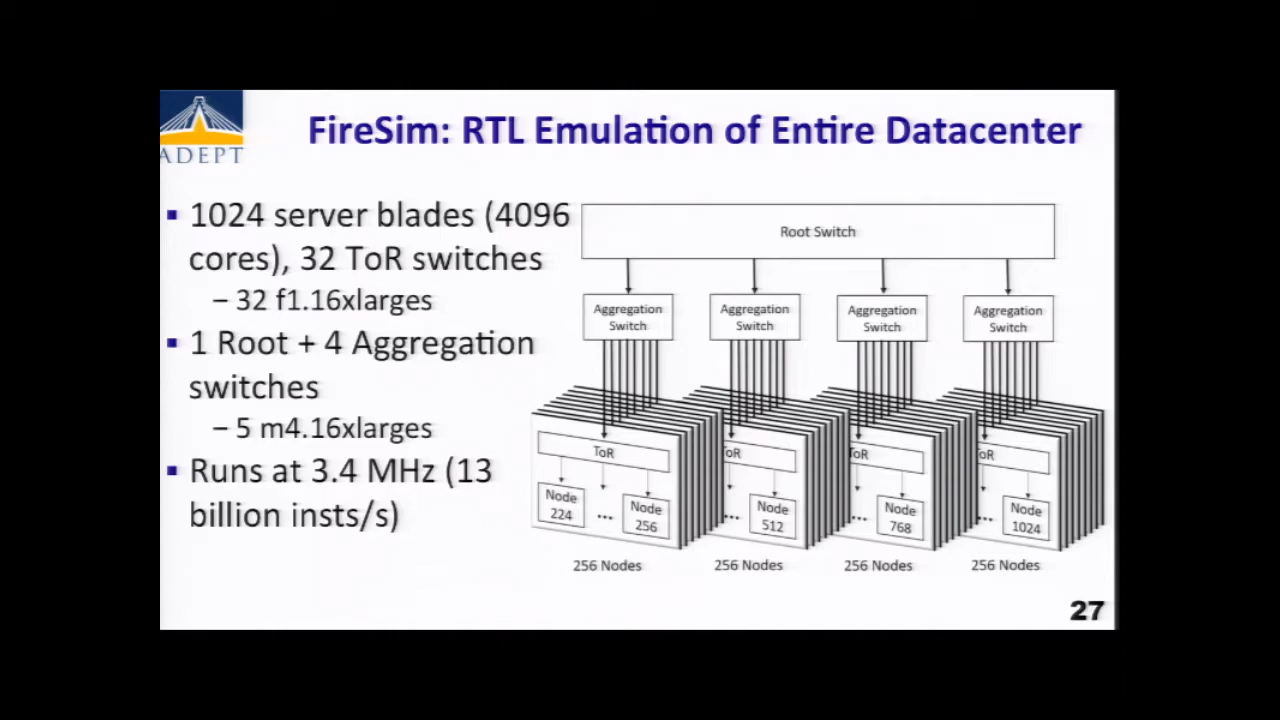 ADEPT
FireSim: RTL Emulation of Entire Datacenter
▪ 1024 server blades (4096
cores), 32 ToR switches
– 32 f1.16xlarges
▪ 1 Root + 4 Aggregation
switches
– 5 m4.16xlarges
▪ Runs at 3.4 MHz (13
billion insts/s)
Root Switch
Aggregation
Switch
Aggregation
Switch
Aggregation
Switch
Aggregation
Switch
ToR
Node
224
...
Node
256
ToR
...
Node
512
ToR
...
Node
768
ToR
...
Node
1024
256 Nodes
256 Nodes
256 Nodes
256 Nodes
27